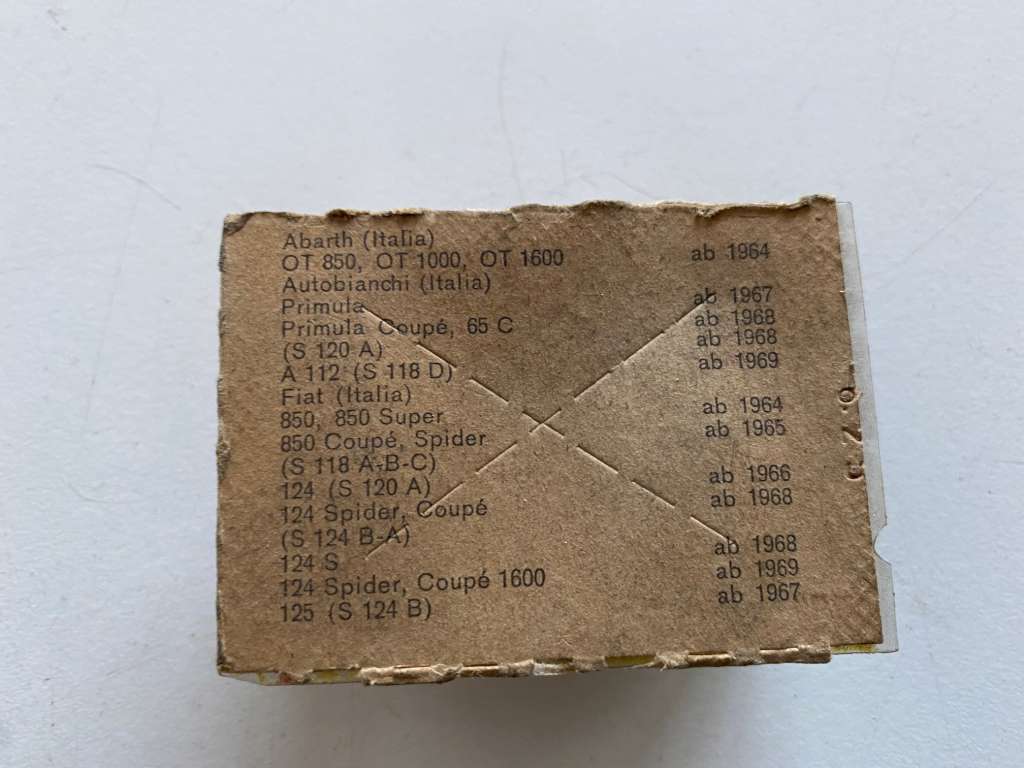 Abarth (Italia)
OT 850, OT 1000, OT 1600 ab 1964
Autobianchi (Italia)
Primula ab 1967
Primula Coupé, 65 C ab 1968
(S 120 A) ab 1968
A 112 (S 118 D) ab 1969
Fiat (Italia)
850, 850 Super ab 1964
850 Coupé, Spider ab 1965
(S 118 A-B-C)
124 (S 120 A) ab 1966
124 Spider, Coupé ab 1968
(S 124 B-A)
124 S ab 1968
124 Spider, Coupé 1600 ab 1969
125 (S 124 B) ab 1967